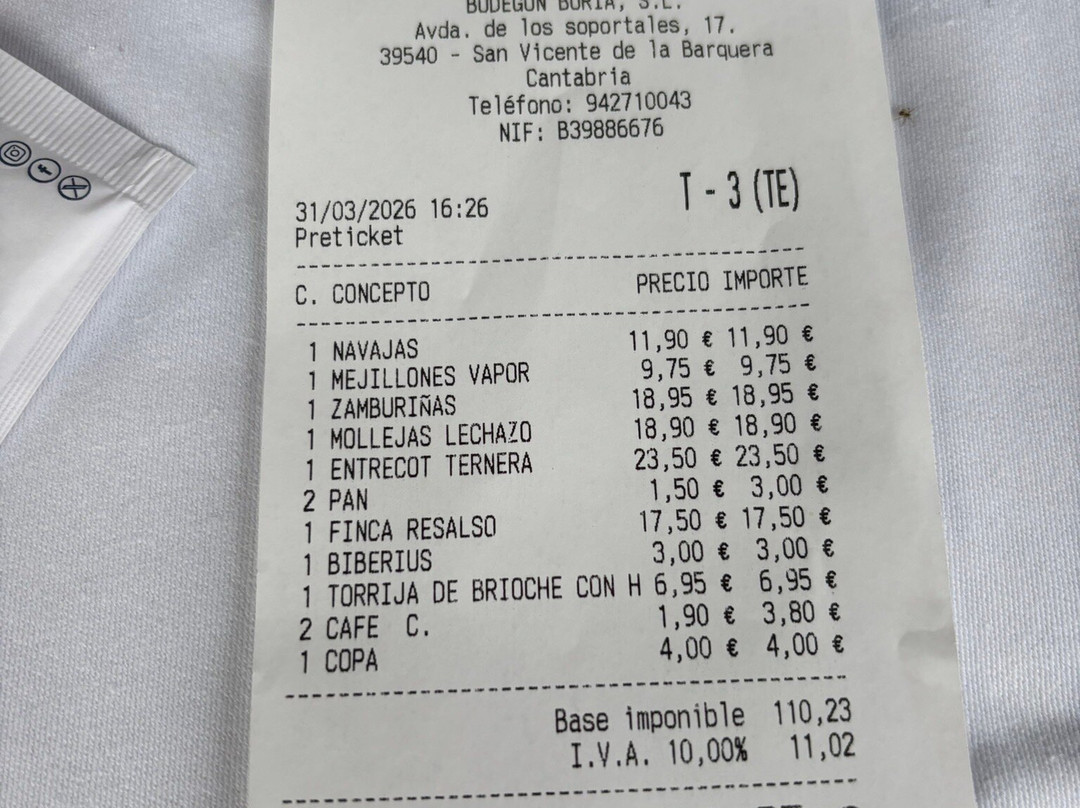 BODEGON BORIA, S.L.
Avda. de los soportales, 17.
39540 - San Vicente de la Barquera
Cantabria
Teléfono: 942710043
NIF: B39886676
T - 3 (TE)
31/03/2026 16:26
Preticket
C. CONCEPTO PRECIO IMPORTE
1 NAVAJAS 11,90 € 11,90 €
1 MEJILLONES VAPOR 9,75 € 9,75 €
1 ZAMBURIÑAS 18,95 € 18,95 €
1 MOLLEJAS LECHAZO 18,90 € 18,90 €
1 ENTRECOT TERNERA 23,50 € 23,50 €
2 PAN 1,50 € 3,00 €
1 FINCA RESALSO 17,50 € 17,50 €
1 BIBERIUS 3,00 € 3,00 €
1 TORRIJA DE BRIOCHE CON H 6,95 € 6,95 €
2 CAFE C. 1,90 € 3,80 €
1 COPA 4,00 € 4,00 €
Base imponible 110,23
I.V.A. 10,00% 11,02